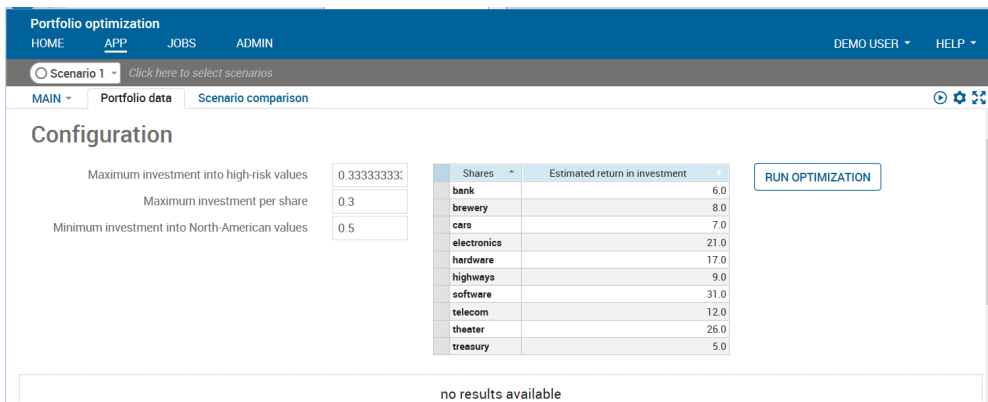 Portfolio optimization
HOME APP JOBS ADMIN DEMO USER HELP
Scenario 1 Click here to select scenarios
MAIN Portfolio data Scenario comparison
Configuration
Maximum investment into high-risk values 0.333333333
Maximum investment per share 0.3
Minimum investment into North-American values 0.5
Shares Estimated return in investment
bank 6.0
brewery 8.0
cars 7.0
electronics 21.0
hardware 17.0
highways 9.0
software 31.0
telecom 12.0
theater 26.0
treasury 5.0
RUN OPTIMIZATION
no results available